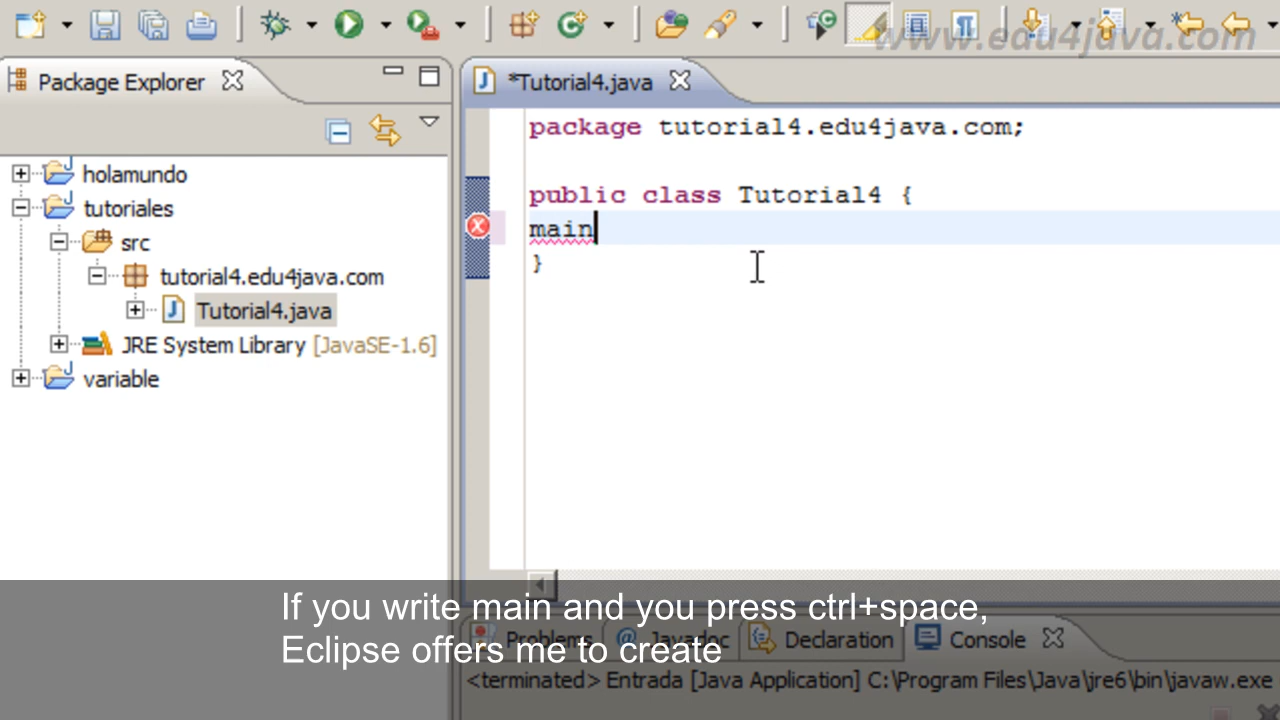 www.edu4java.com
Package Explorer
*Tutorial4.java
holamundo
tutoriales
src
tutorial4.edu4java.com
Tutorial4.java
JRE System Library [JavaSE-1.6]
variable
package tutorial4.edu4java.com;
public class Tutorial4 {
main
}
If you write main and you press ctrl+space,
Eclipse offers me to create
Problems @ Javadoc Declaration Console
<terminated> Entrada [Java Application] C:\Program Files\Java\jre6\bin\javaw.exe